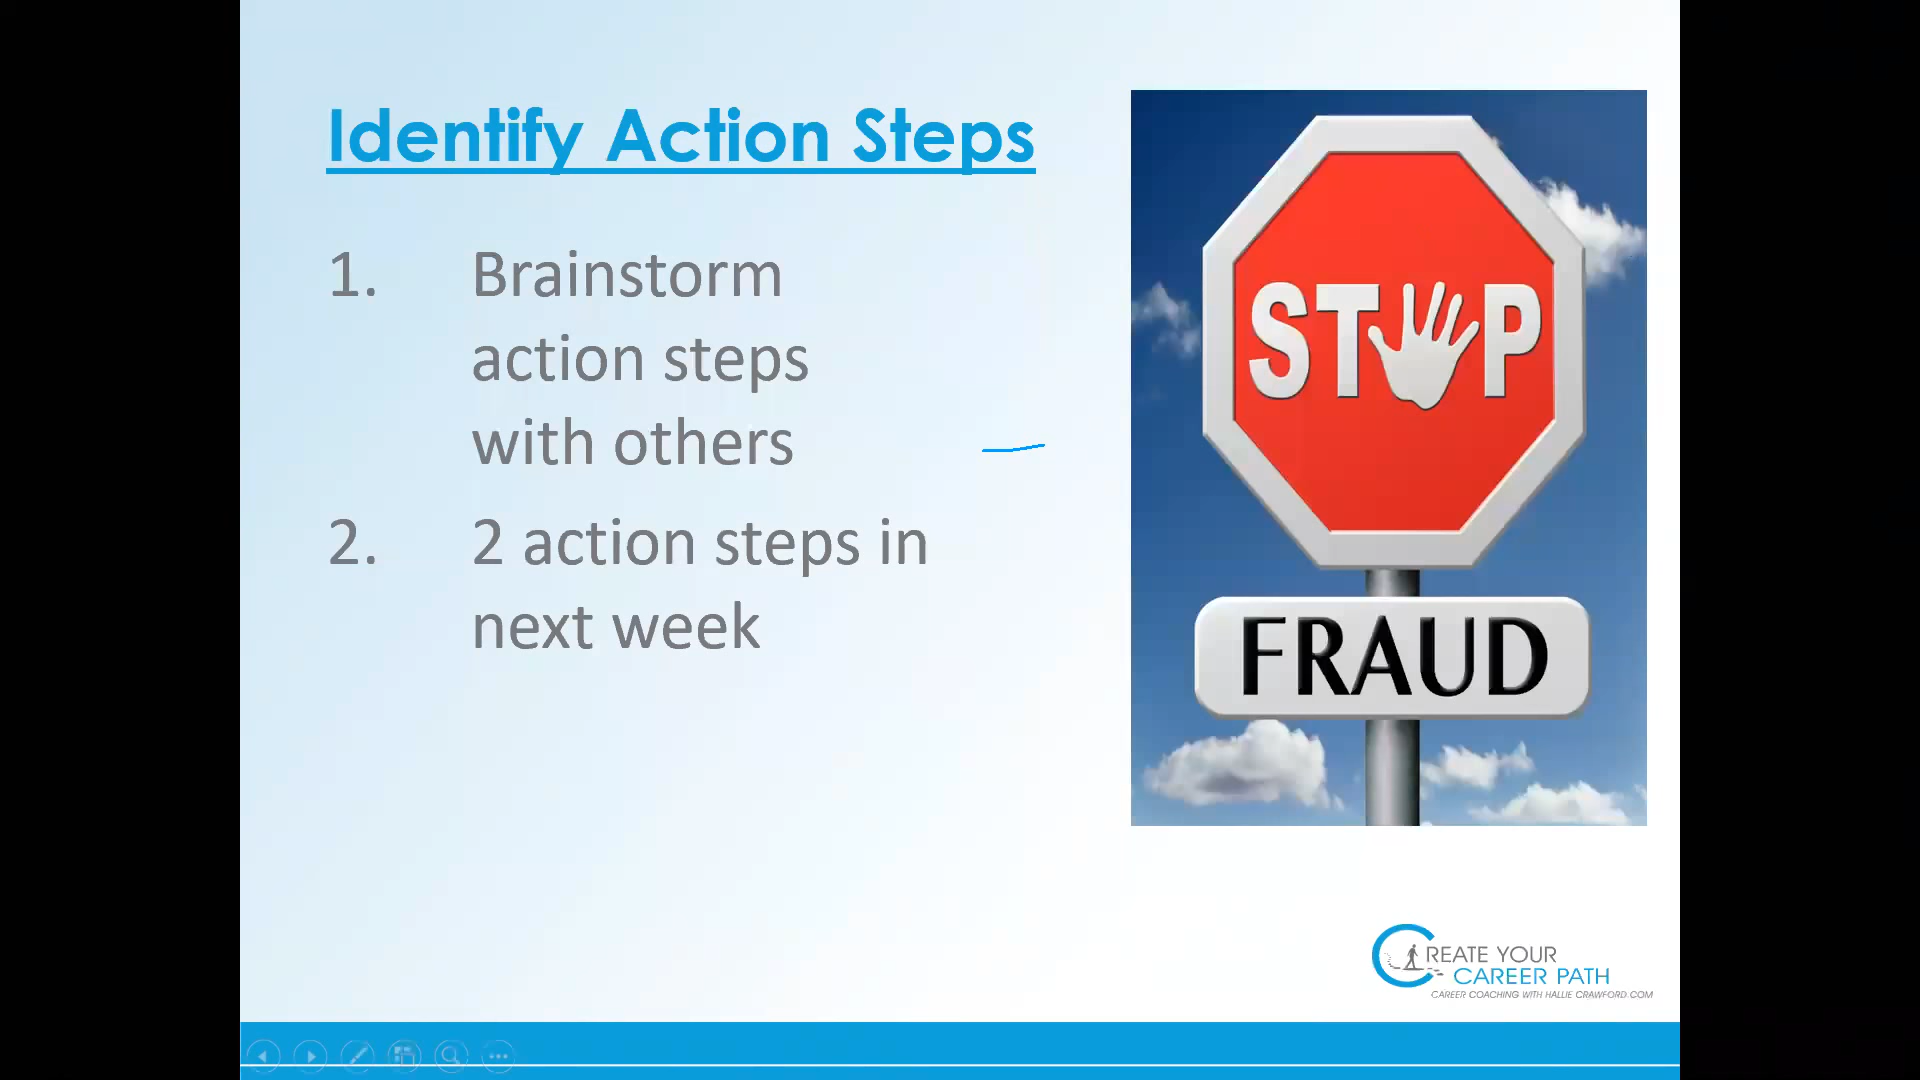 Identify Action Steps
1. Brainstorm
action steps
with others
2. 2 action steps in
next week
STOP
FRAUD
CREATE YOUR
CAREER PATH
CAREER COACHING WITH HALLIE CRAWFORD.COM